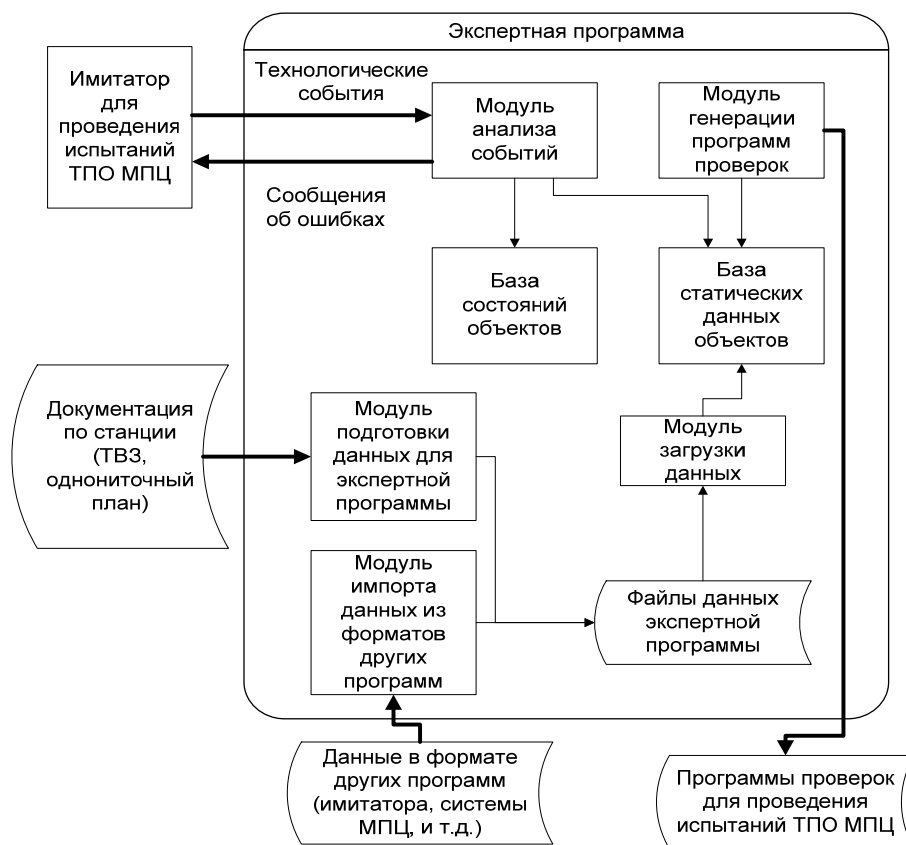 Экспертная программа
Имитатор
для
проведения
испытаний
ТПО МПЦ
Технологические
события
Модуль
анализа
событий
Модуль
генерации
программ
проверок
Сообщения
об ошибках
База
состояний
объектов
База
статических
данных
объектов
Документация
по станции
(ТВЗ,
однониточный
план)
Модуль
подготовки
данных для
экспертной
программы
Модуль
загрузки
данных
Модуль
импорта
данных из
форматов
других
программ
Файлы данных
экспертной
программы
Данные в формате
других программ
(имитатора, системы
МПЦ, и т.д.)
Программы проверок
для проведения
испытаний ТПО МПЦ